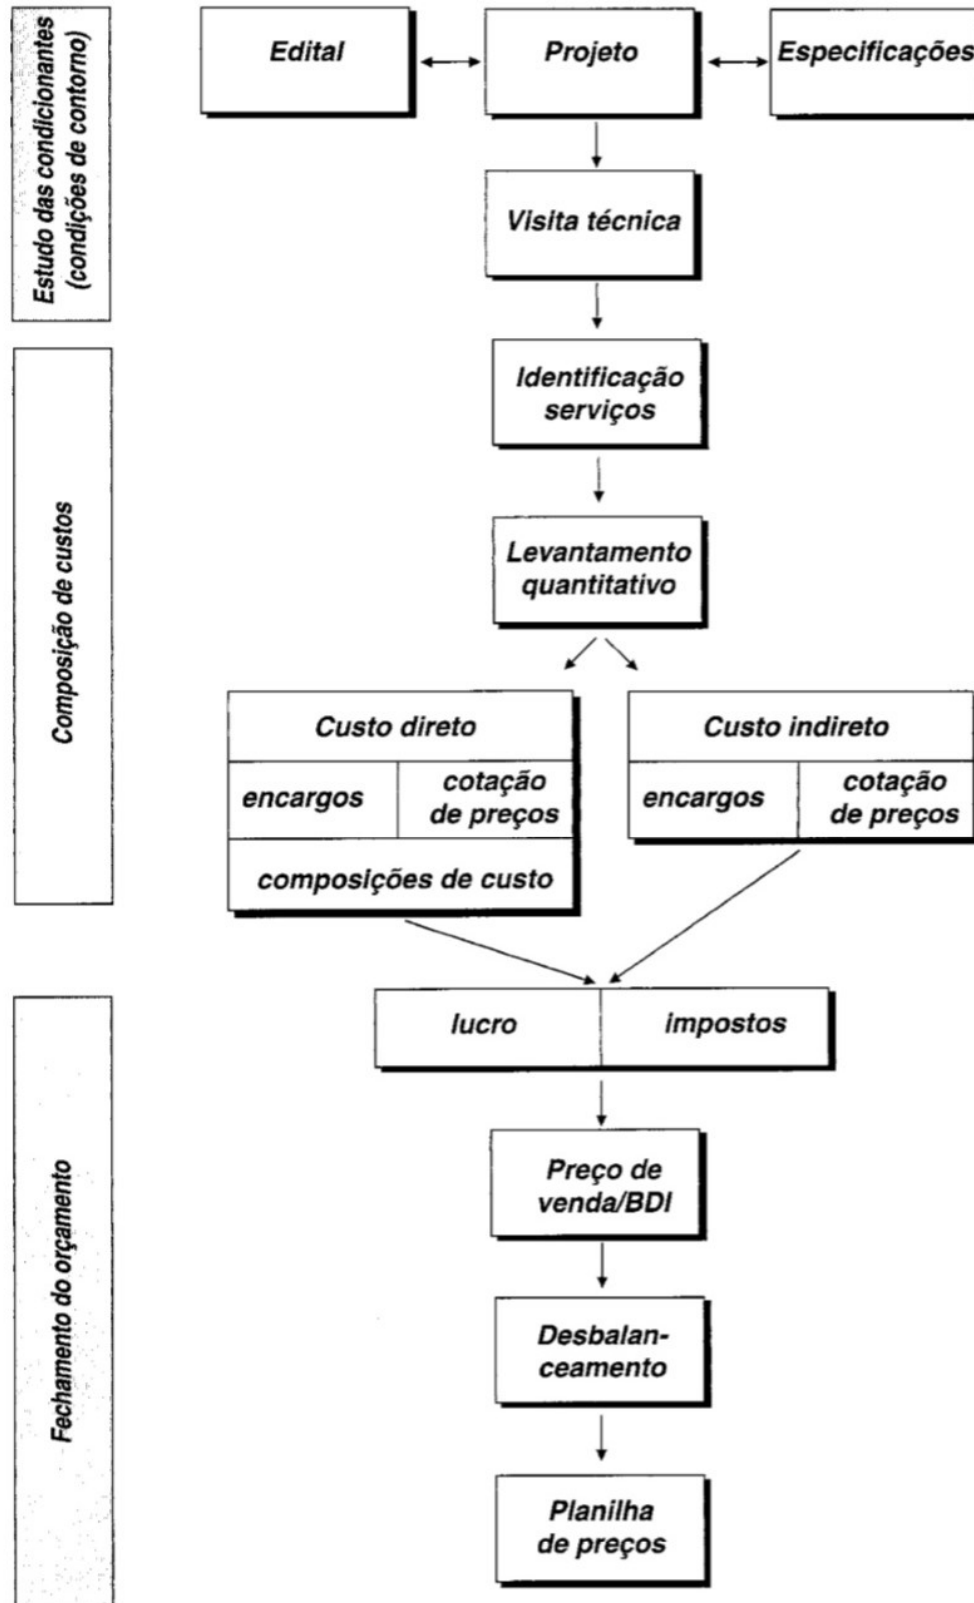 Estudo das condicionantes
(condições de contorno)
Edital
Projeto
Especificações
Visita técnica
Composição de custos
Identificação
serviços
Levantamento
quantitativo
Custo direto
encargos
cotação
de preços
composições de custo
Custo indireto
encargos
cotação
de preços
Fechamento do orçamento
lucro
impostos
Preço de
venda/BDI
Desbalan-
ceamento
Planilha
de preços